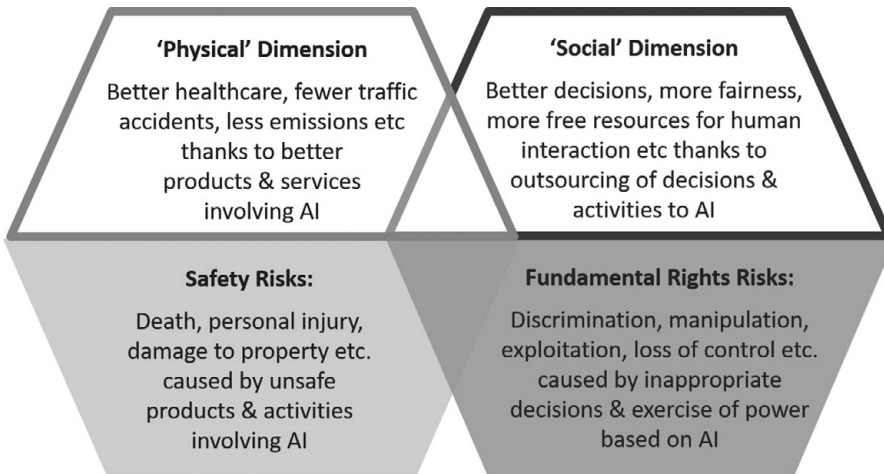 ‘Physical’ Dimension
Better healthcare, fewer traffic
accidents, less emissions etc
thanks to better
products & services
involving AI
‘Social’ Dimension
Better decisions, more fairness,
more free resources for human
interaction etc thanks to
outsourcing of decisions &
activities to AI
Safety Risks:
Death, personal injury,
damage to property etc.
caused by unsafe
products & activities
involving AI
Fundamental Rights Risks:
Discrimination, manipulation,
exploitation, loss of control etc.
caused by inappropriate
decisions & exercise of power
based on AI